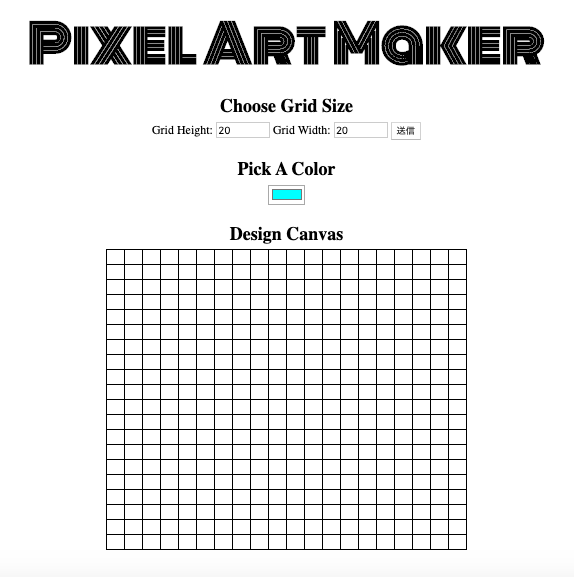 Pixel Art Maker
Choose Grid Size
Grid Height: 20 Grid Width: 20 送信
Pick A Color
Design Canvas